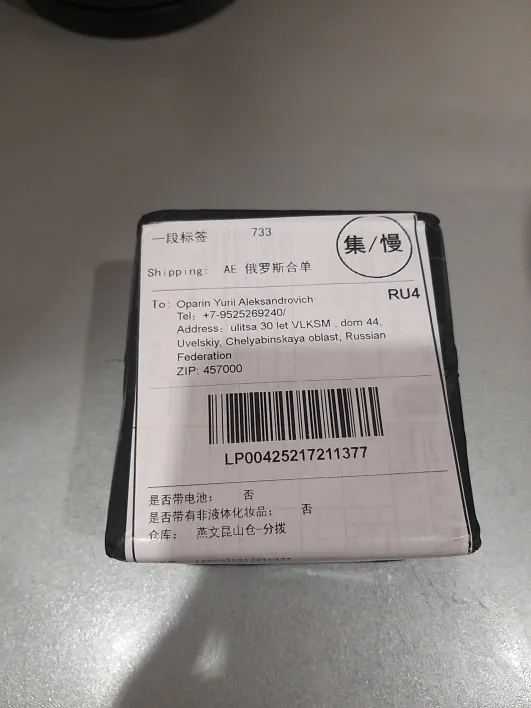 一段标签 733
集/慢
Shipping: AE 俄罗斯合单
RU4
To: Oparin Yurii Aleksandrovich
Tel: +7-9525269240/
Address: ulitsa 30 let VLKSM , dom 44,
Uvelskiy, Chelyabinskaya oblast, Russian
Federation
ZIP: 457000
LP00425217211377
是否带电池: 否
是否带有非液体化妆品: 否
仓库: 燕文昆山仓-分拨
LP00425217211377